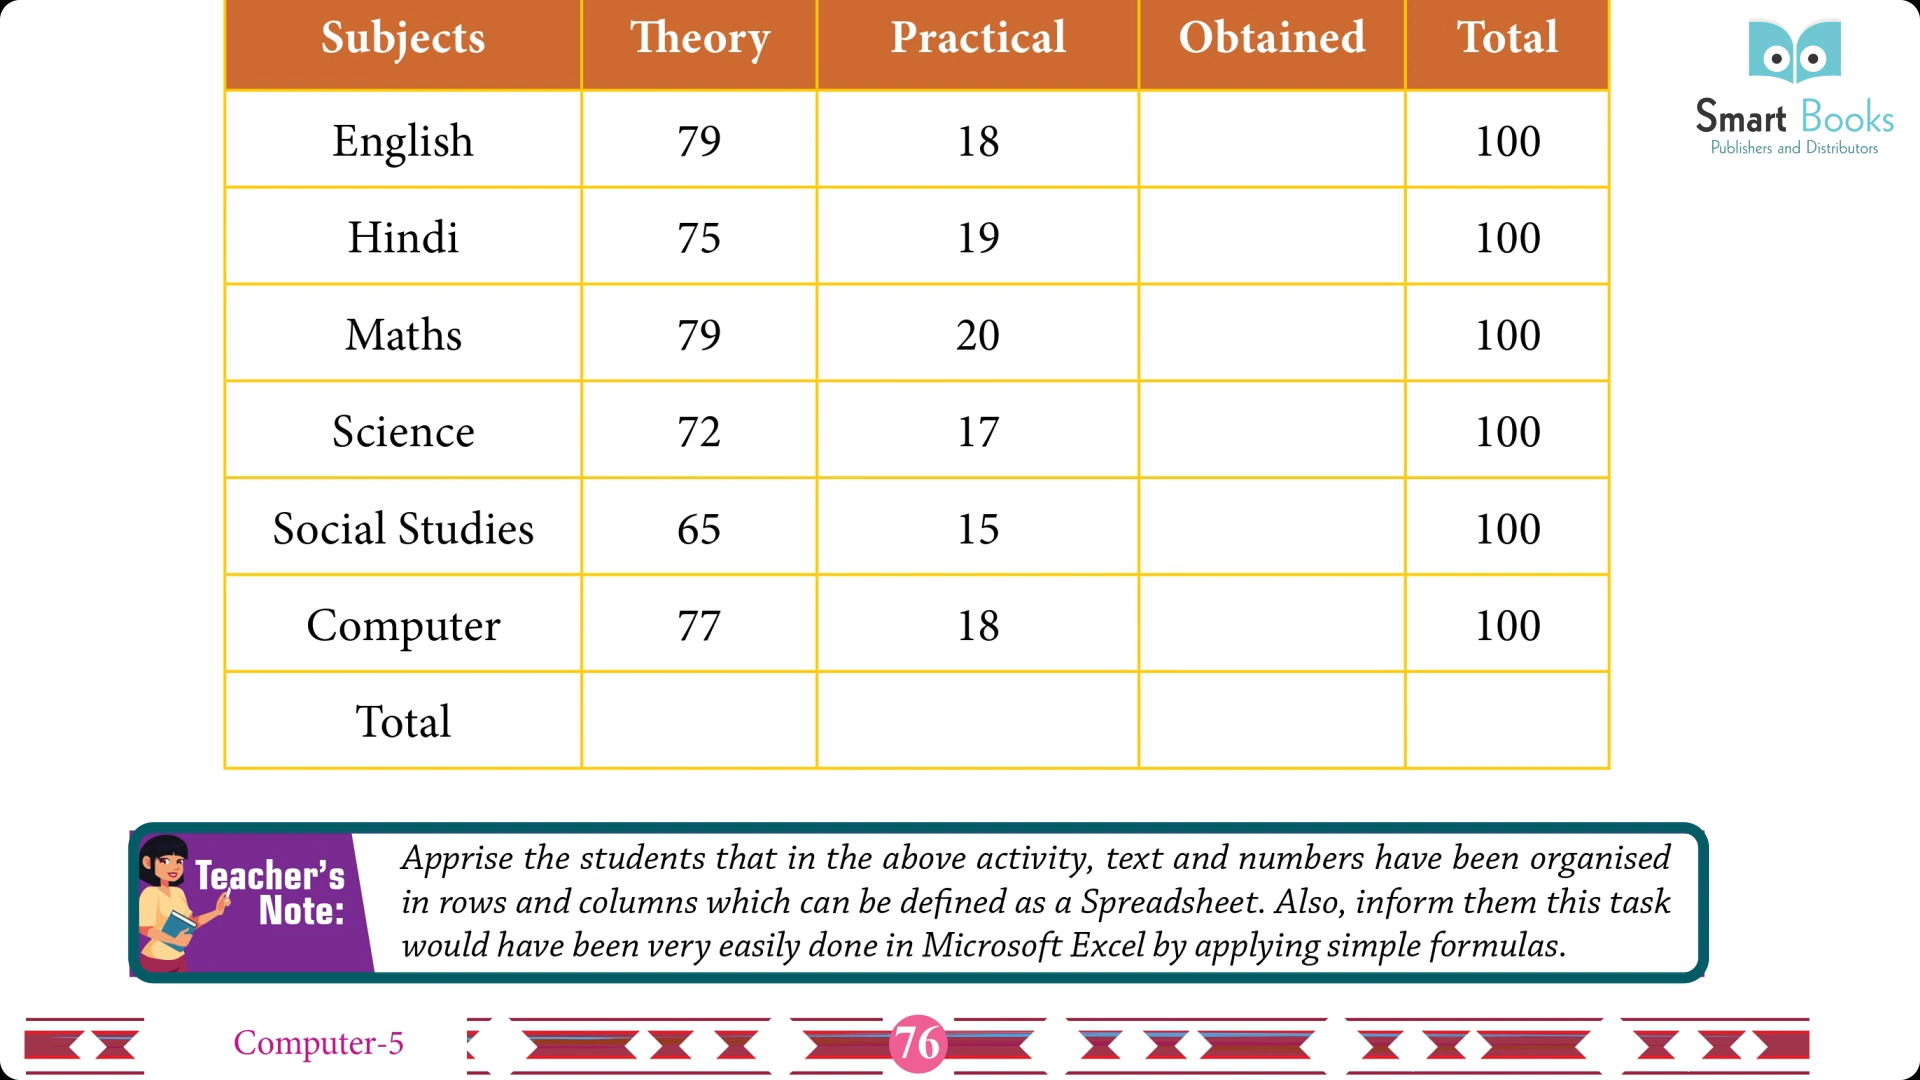 Subjects Theory Practical Obtained Total
English 79 18 100
Hindi 75 19 100
Maths 79 20 100
Science 72 17 100
Social Studies 65 15 100
Computer 77 18 100
Total
Smart Books
Publishers and Distributors
Teacher's
Note:
Apprise the students that in the above activity, text and numbers have been organised
in rows and columns which can be defined as a Spreadsheet. Also, inform them this task
would have been very easily done in Microsoft Excel by applying simple formulas.
Computer-5
76